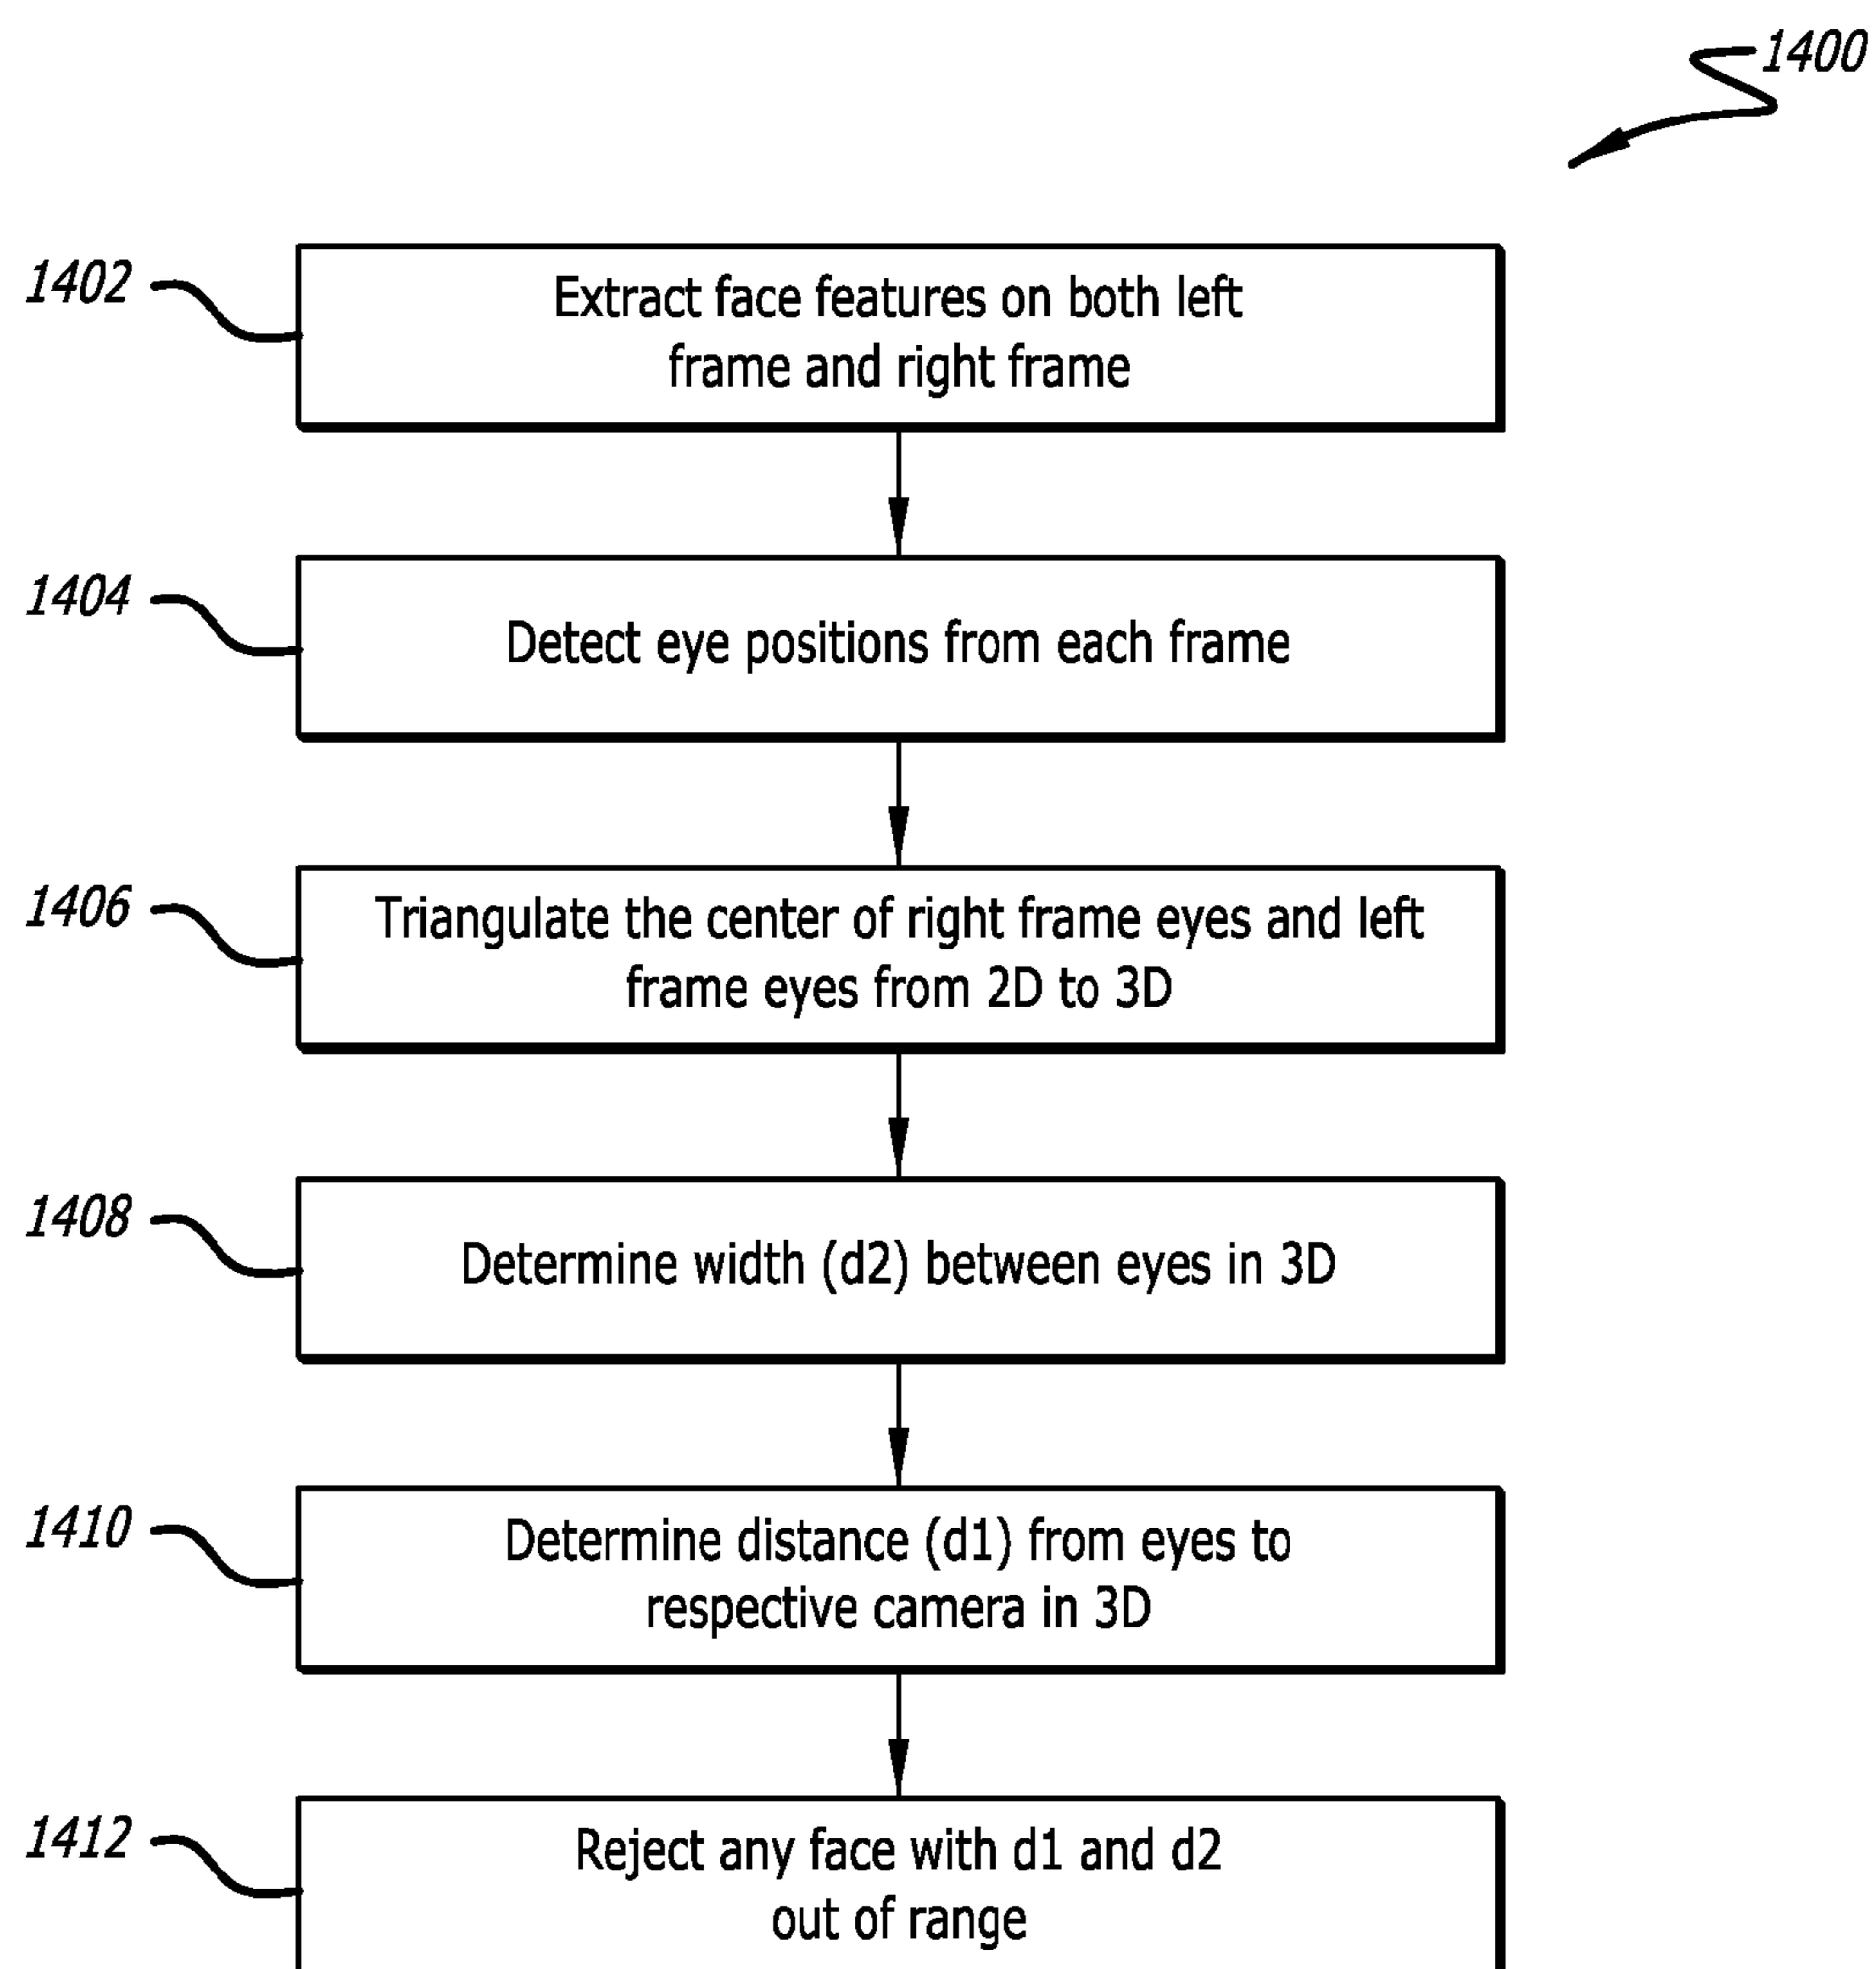 1400
1402
Extract face features on both left
frame and right frame
1404
Detect eye positions from each frame
1406
Triangulate the center of right frame eyes and left
frame eyes from 2D to 3D
1408
Determine width (d2) between eyes in 3D
1410
Determine distance (d1) from eyes to
respective camera in 3D
1412
Reject any face with d1 and d2
out of range